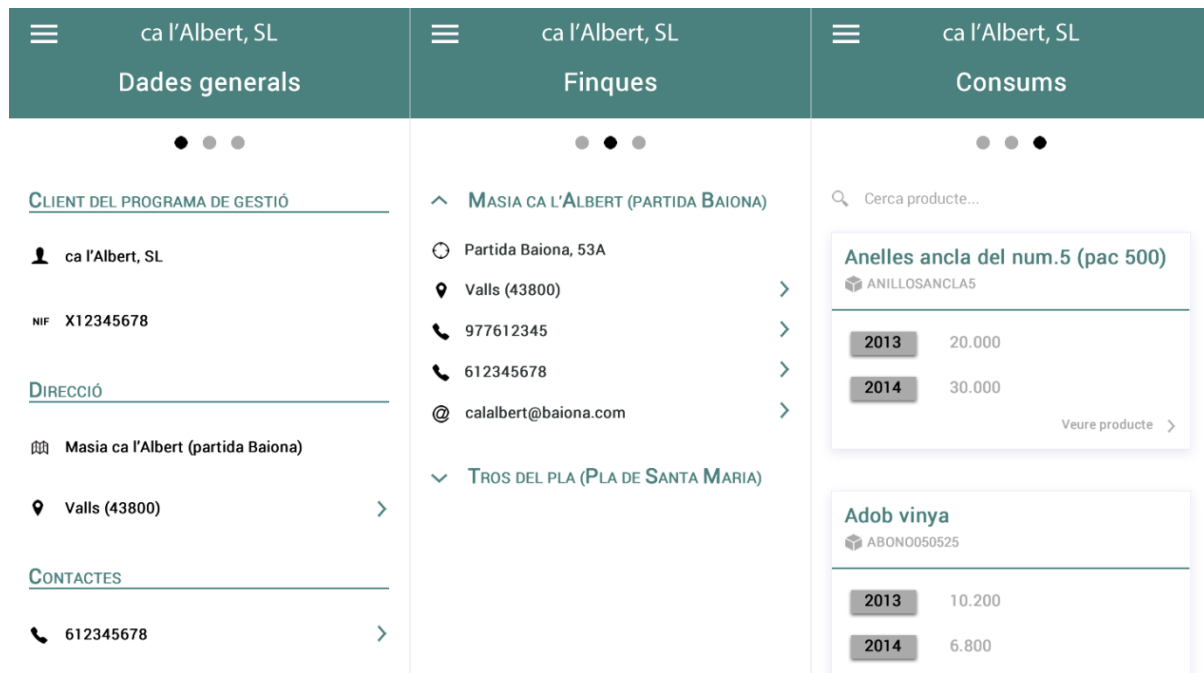 ca l'Albert, SL
Dades generals
CLIENT DEL PROGRAMA DE GESTIÓ
ca l'Albert, SL
NIF X12345678
DIRECCIÓ
Masia ca l'Albert (partida Baiona)
Valls (43800)
CONTACTES
612345678
ca l'Albert, SL
Finques
MASIA CA L'ALBERT (PARTIDA BAIONA)
Partida Baiona, 53A
Valls (43800)
977612345
612345678
@ calalbert@baiona.com
TROS DEL PLA (PLA DE SANTA MARIA)
ca l'Albert, SL
Consums
Cerca producte...
Anelles ancla del num.5 (pac 500)
ANILLOSANCLA5
2013 20.000
2014 30.000
Veure producte
Adob vinya
ABONO050525
2013 10.200
2014 6.800